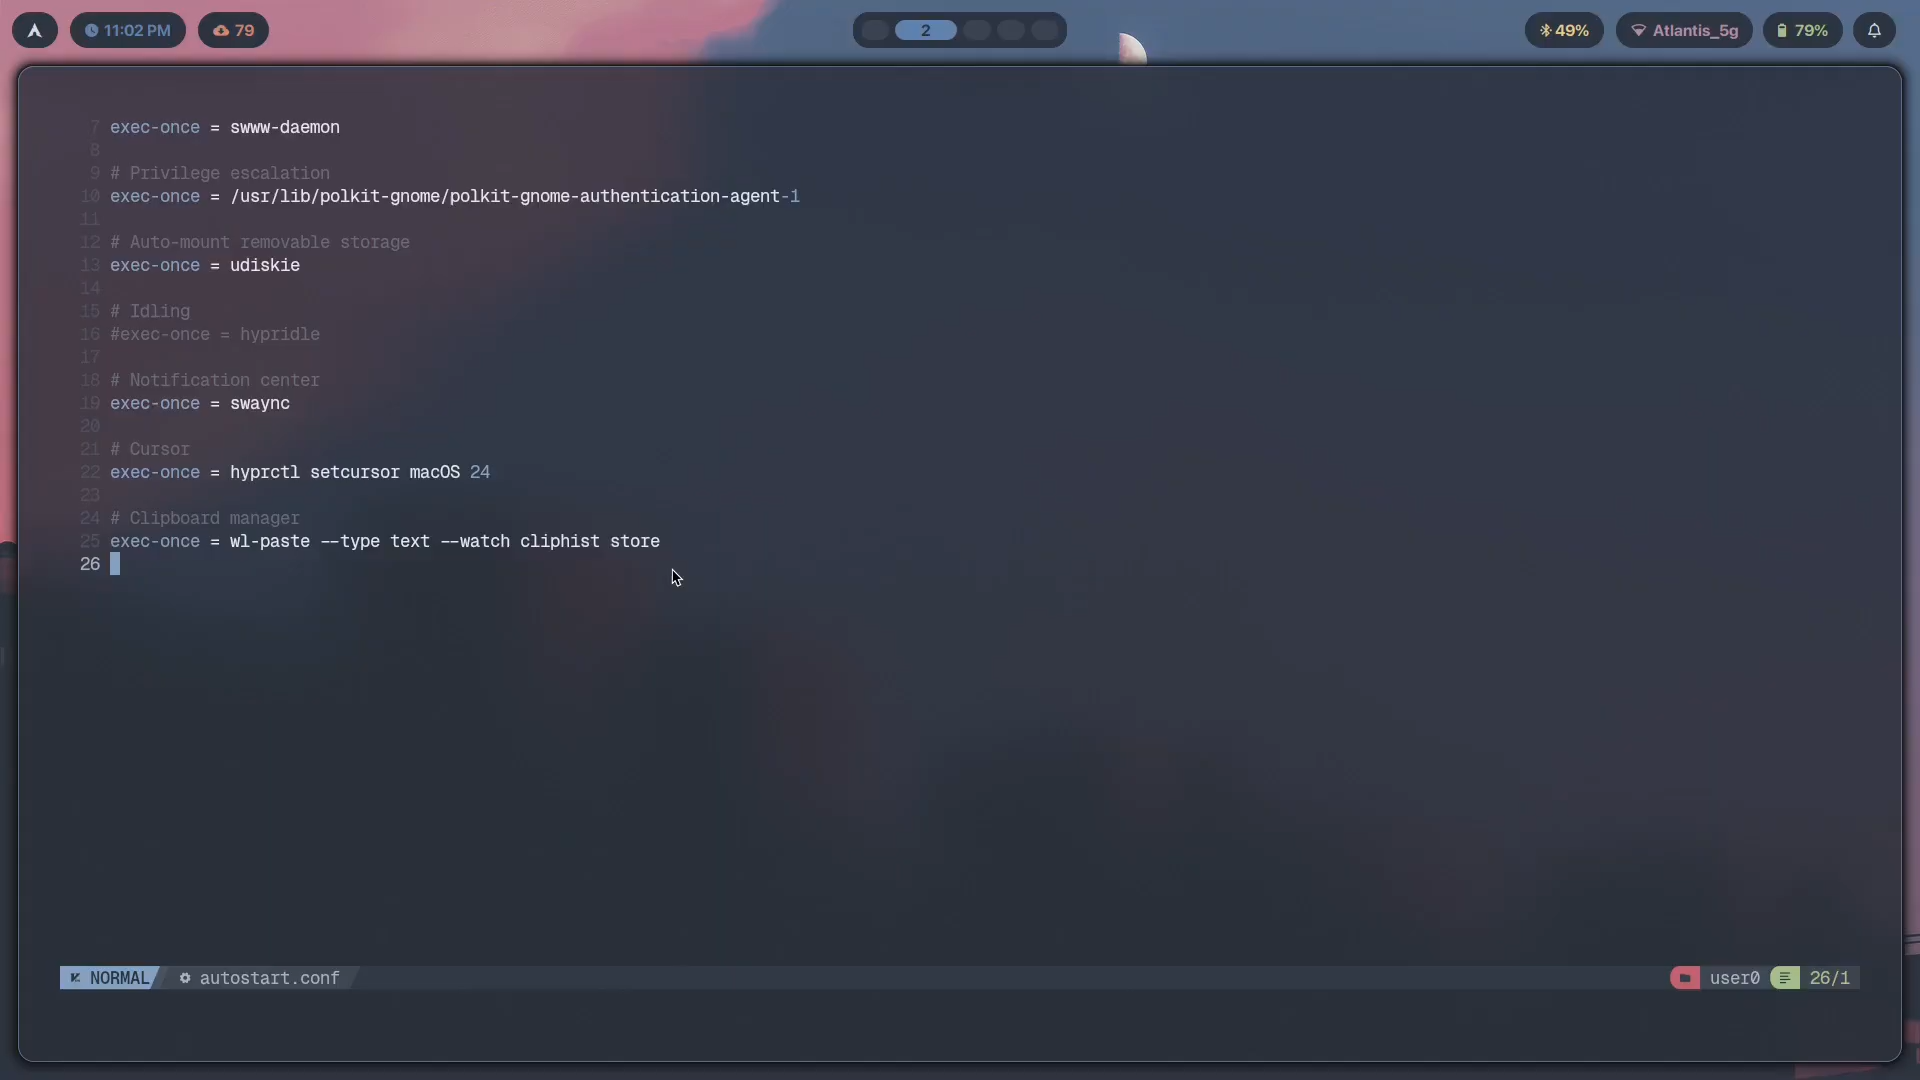 11:02 PM 79 2 49% Atlantis_5g 79%
7 exec-once = swww-daemon
8
9 # Privilege escalation
10 exec-once = /usr/lib/polkit-gnome/polkit-gnome-authentication-agent-1
11
12 # Auto-mount removable storage
13 exec-once = udiskie
14
15 # Idling
16 #exec-once = hypridle
17
18 # Notification center
19 exec-once = swaync
20
21 # Cursor
22 exec-once = hyprctl setcursor macOS 24
23
24 # Clipboard manager
25 exec-once = wl-paste --type text --watch cliphist store
26
NORMAL autostart.conf user0 26/1